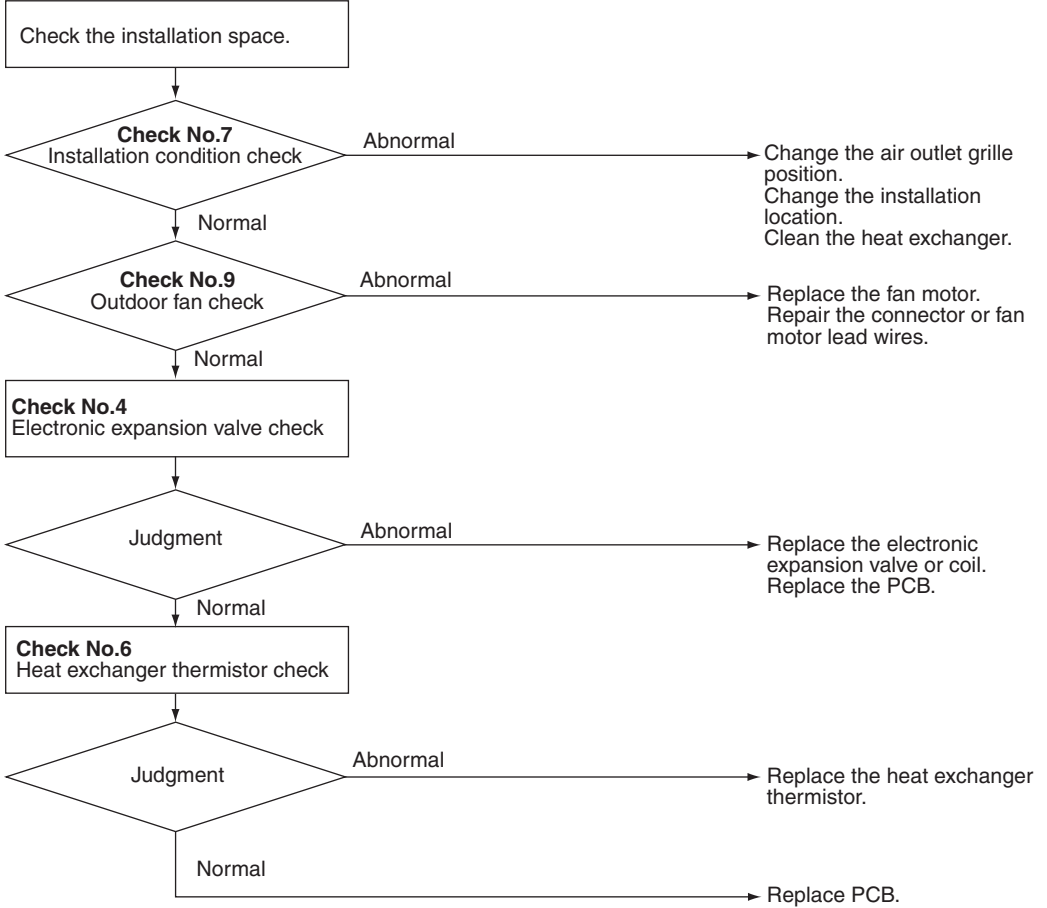 Check the installation space.
Check No.7
Installation condition check
Abnormal
Change the air outlet grille
position.
Change the installation
location.
Clean the heat exchanger.
Normal
Check No.9
Outdoor fan check
Abnormal
Replace the fan motor.
Repair the connector or fan
motor lead wires.
Normal
Check No.4
Electronic expansion valve check
Judgment
Abnormal
Replace the electronic
expansion valve or coil.
Replace the PCB.
Normal
Check No.6
Heat exchanger thermistor check
Judgment
Abnormal
Replace the heat exchanger
thermistor.
Normal
Replace PCB.